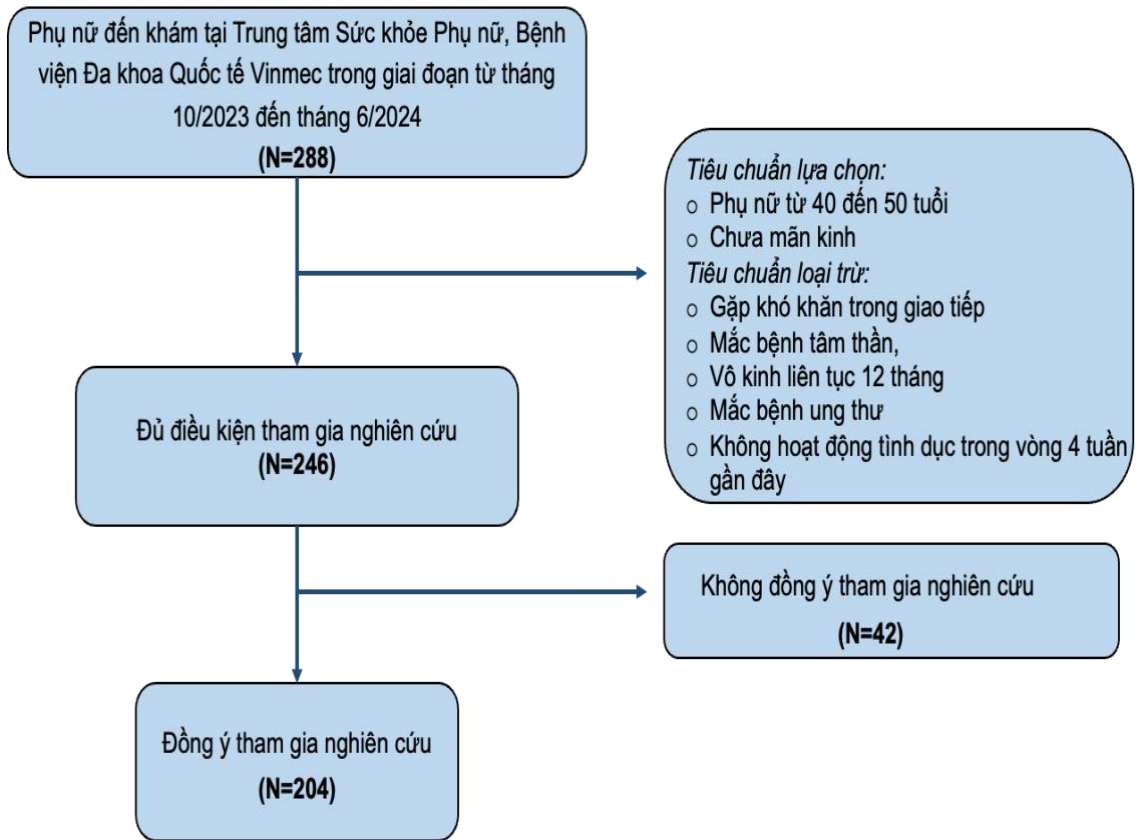 Phụ nữ đến khám tại Trung tâm Sức khỏe Phụ nữ, Bệnh
viện Đa khoa Quốc tế Vinmec trong giai đoạn từ tháng
10/2023 đến tháng 6/2024
(N=288)
Tiêu chuẩn lựa chọn:
o Phụ nữ từ 40 đến 50 tuổi
o Chưa mãn kinh
Tiêu chuẩn loại trừ:
o Gặp khó khăn trong giao tiếp
o Mắc bệnh tâm thần,
o Vô kinh liên tục 12 tháng
o Mắc bệnh ung thư
o Không hoạt động tình dục trong vòng 4 tuần
gần đây
Đủ điều kiện tham gia nghiên cứu
(N=246)
Không đồng ý tham gia nghiên cứu
(N=42)
Đồng ý tham gia nghiên cứu
(N=204)